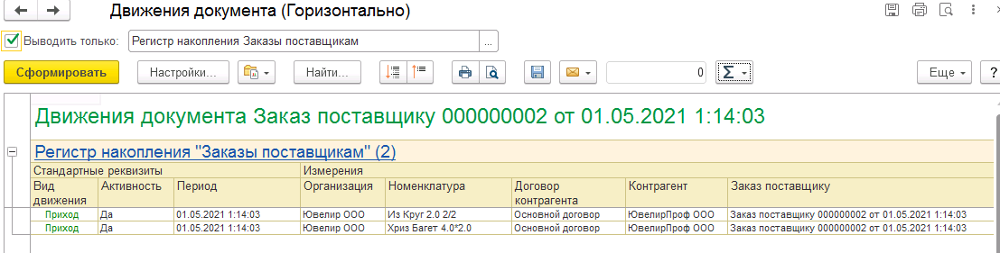 Движения документа (Горизонтально)
Выводить только: Регистр накопления Заказы поставщикам ...
Сформировать Настройки... Найти... 0 Σ Еще ?
Движения документа Заказ поставщику 000000002 от 01.05.2021 1:14:03
Регистр накопления "Заказы поставщикам" (2)
Стандартные реквизиты Измерения
Вид движения Активность Период Организация Номенклатура Договор контрагента Контрагент Заказ поставщику
Приход Да 01.05.2021 1:14:03 Ювелир ООО Из Круг 2.0 2/2 Основной договор ЮвелирПроф ООО Заказ поставщику 000000002 от 01.05.2021 1:14:03
Приход Да 01.05.2021 1:14:03 Ювелир ООО Хриз Багет 4.0*2.0 Основной договор ЮвелирПроф ООО Заказ поставщику 000000002 от 01.05.2021 1:14:03